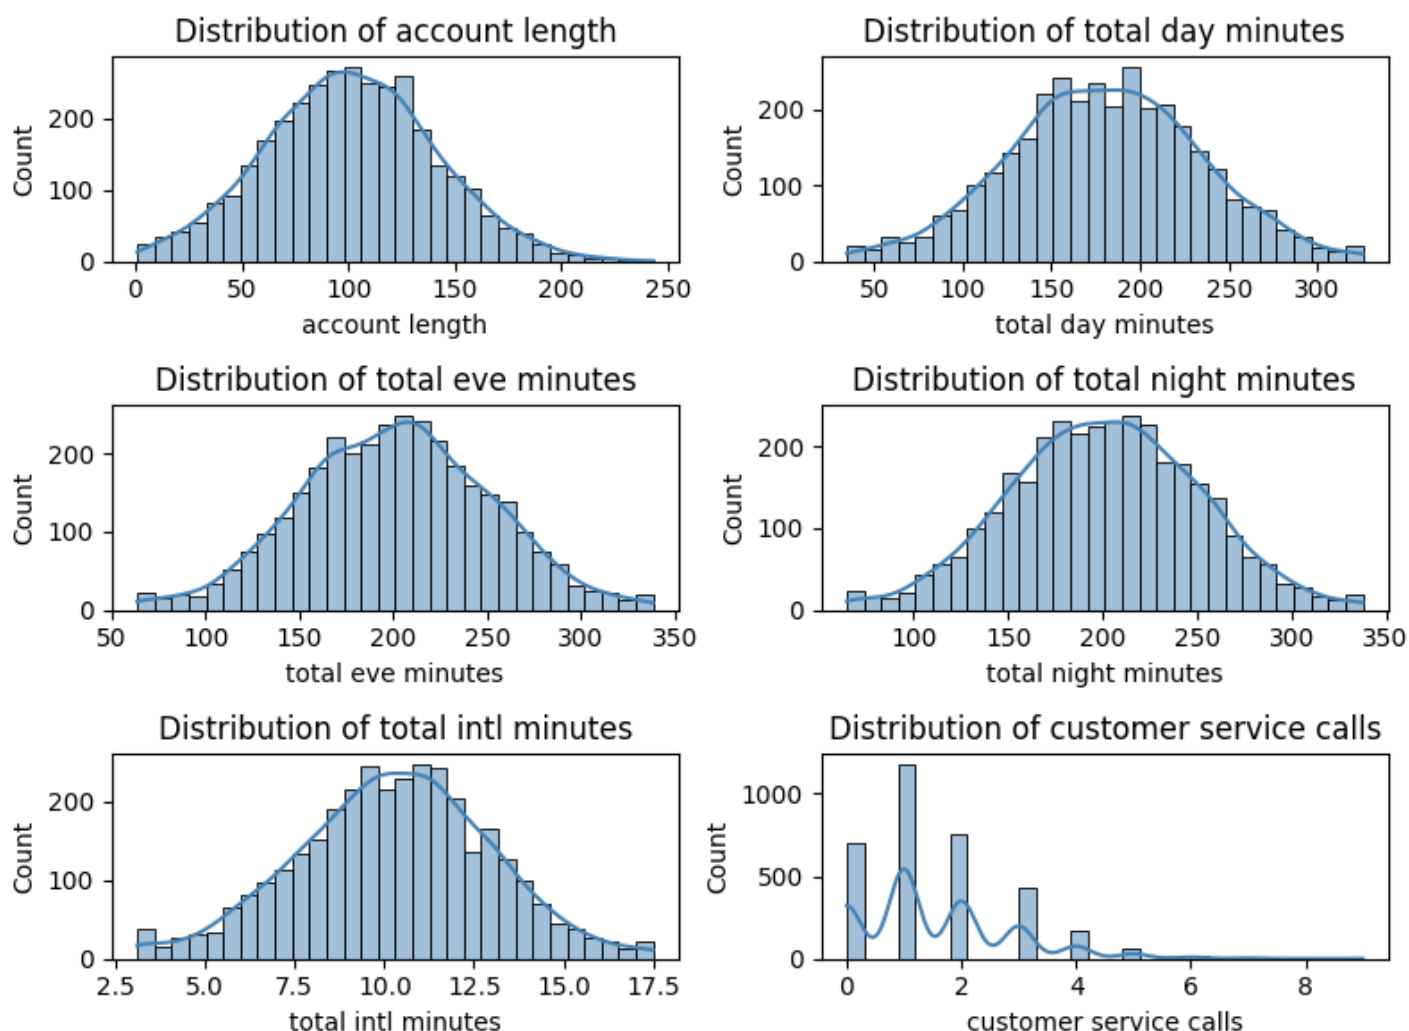 Distribution of account length
Count
200
100
0
0 50 100 150 200 250
account length
Distribution of total day minutes
Count
200
100
0
50 100 150 200 250 300
total day minutes
Distribution of total eve minutes
Count
200
100
0
50 100 150 200 250 300 350
total eve minutes
Distribution of total night minutes
Count
200
100
0
100 150 200 250 300 350
total night minutes
Distribution of total intl minutes
Count
200
100
0
2.5 5.0 7.5 10.0 12.5 15.0 17.5
total intl minutes
Distribution of customer service calls
Count
1000
500
0
0 2 4 6 8
customer service calls